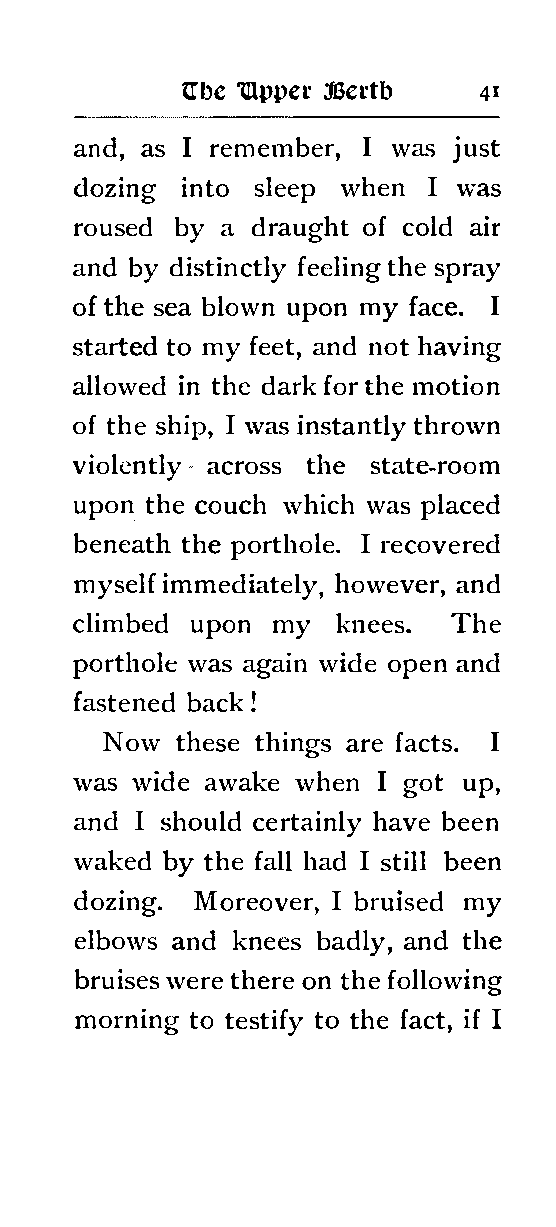 The Upper Berth 41
and, as I remember, I was just
dozing into sleep when I was
roused by a draught of cold air
and by distinctly feeling the spray
of the sea blown upon my face. I
started to my feet, and not having
allowed in the dark for the motion
of the ship, I was instantly thrown
violently across the state-room
upon the couch which was placed
beneath the porthole. I recovered
myself immediately, however, and
climbed upon my knees. The
porthole was again wide open and
fastened back!
Now these things are facts. I
was wide awake when I got up,
and I should certainly have been
waked by the fall had I still been
dozing. Moreover, I bruised my
elbows and knees badly, and the
bruises were there on the following
morning to testify to the fact, if I